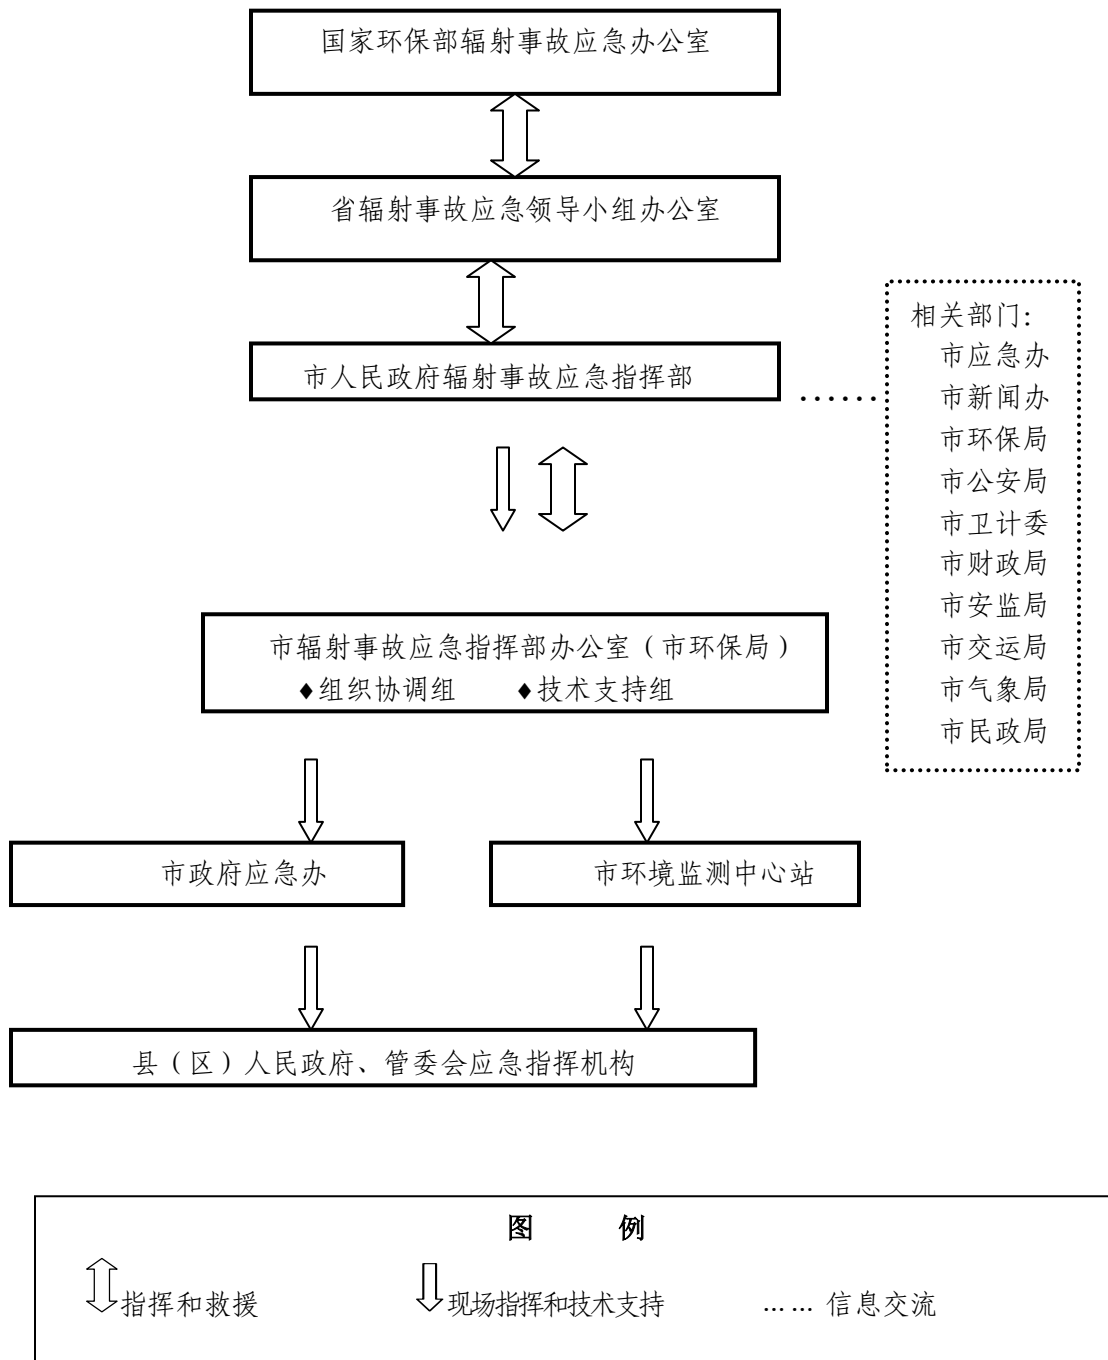 国家环保部辐射事故应急办公室
省辐射事故应急领导小组办公室
市人民政府辐射事故应急指挥部
……
相关部门:
市应急办
市新闻办
市环保局
市公安局
市卫计委
市财政局
市安监局
市交运局
市气象局
市民政局
市辐射事故应急指挥部办公室（市环保局）
♦组织协调组 ♦技术支持组
市政府应急办 市环境监测中心站
县（区）人民政府、管委会应急指挥机构
图 例
指挥和救援 现场指挥和技术支持 …… 信息交流